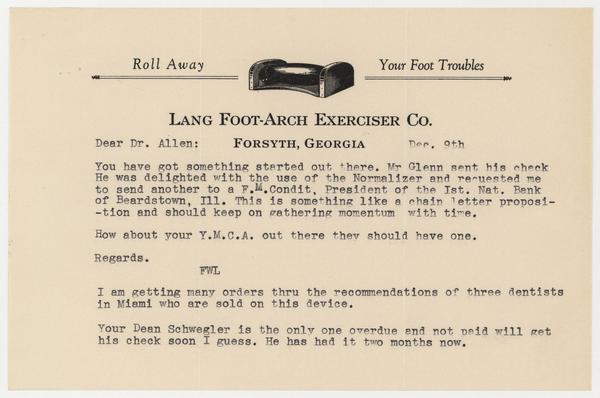 Roll Away
Your Foot Troubles
LANG FOOT-ARCH EXERCISER CO.
Dear Dr. Allen: FORSYTH, GEORGIA Dec. 9th
You have got something started out there. Mr Glenn sent his check
He was delighted with the use of the Normalizer and requested me
to send another to a F.M.Condit, President of the Ist. Nat. Bank
of Beardstown, Ill. This is something like a chain letter proposi-
-tion and should keep on gathering momentum with time.
How about your Y.M.C.A. out there they should have one.
Regards.
FWL
I am getting many orders thru the recommendations of three dentists
in Miami who are sold on this device.
Your Dean Schwegler is the only one overdue and not paid will get
his check soon I guess. He has had it two months now.